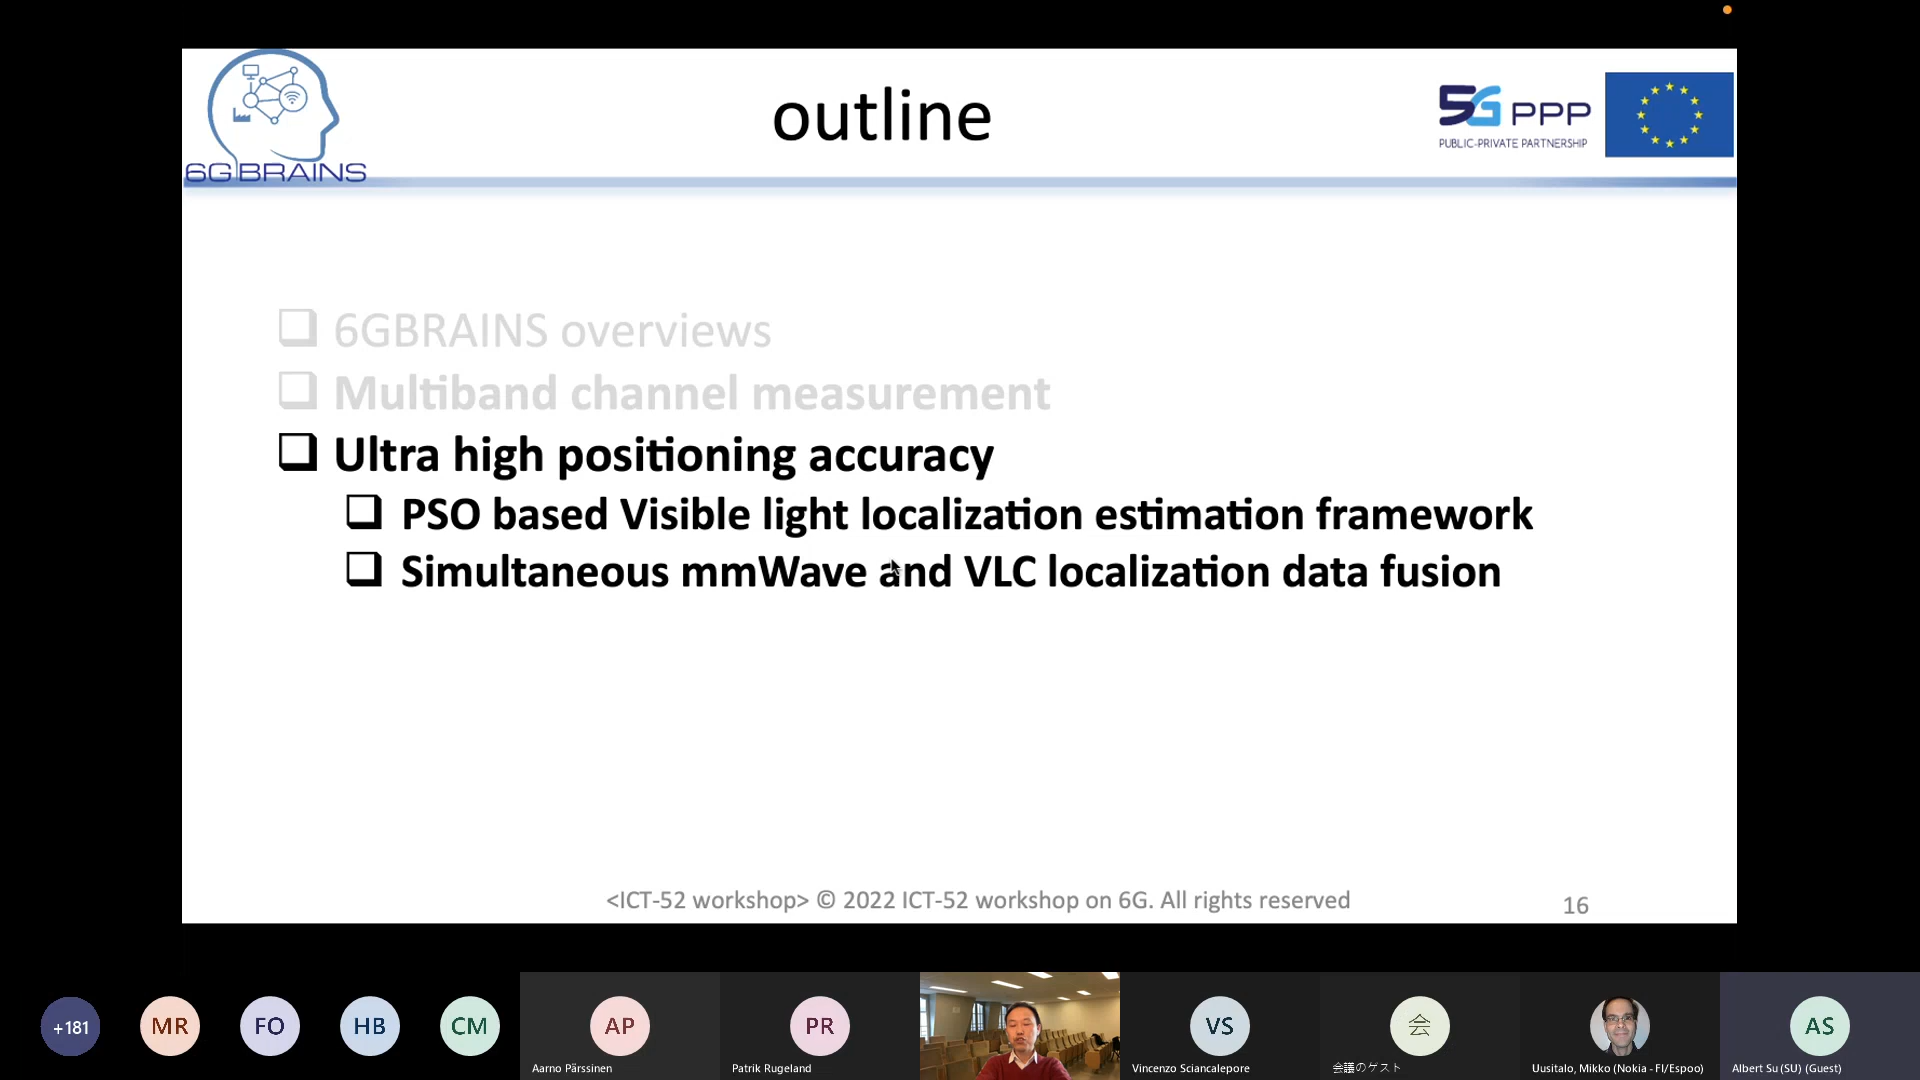 6G BRAINS
outline
5G PPP
PUBLIC-PRIVATE PARTNERSHIP
6GBRAINS overviews
Multiband channel measurement
Ultra high positioning accuracy
PSO based Visible light localization estimation framework
Simultaneous mmWave and VLC localization data fusion
<ICT-52 workshop> © 2022 ICT-52 workshop on 6G. All rights reserved
16
+181
MR
FO
HB
CM
AP
PR
VS
会
AS
Aarno Pärssinen
Patrik Rugeland
Vincenzo Sciancalepore
会議のゲスト
Uusitalo, Mikko (Nokia - FI/Espoo)
Albert Su (SU) (Guest)